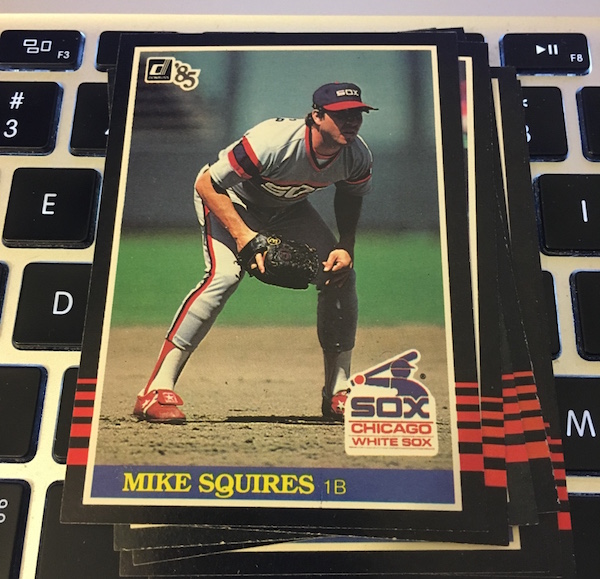 F3
F8
#
3
E
I
D
M
'85
SOX
SOX
SOX
CHICAGO
WHITE SOX
MIKE SQUIRES 1B